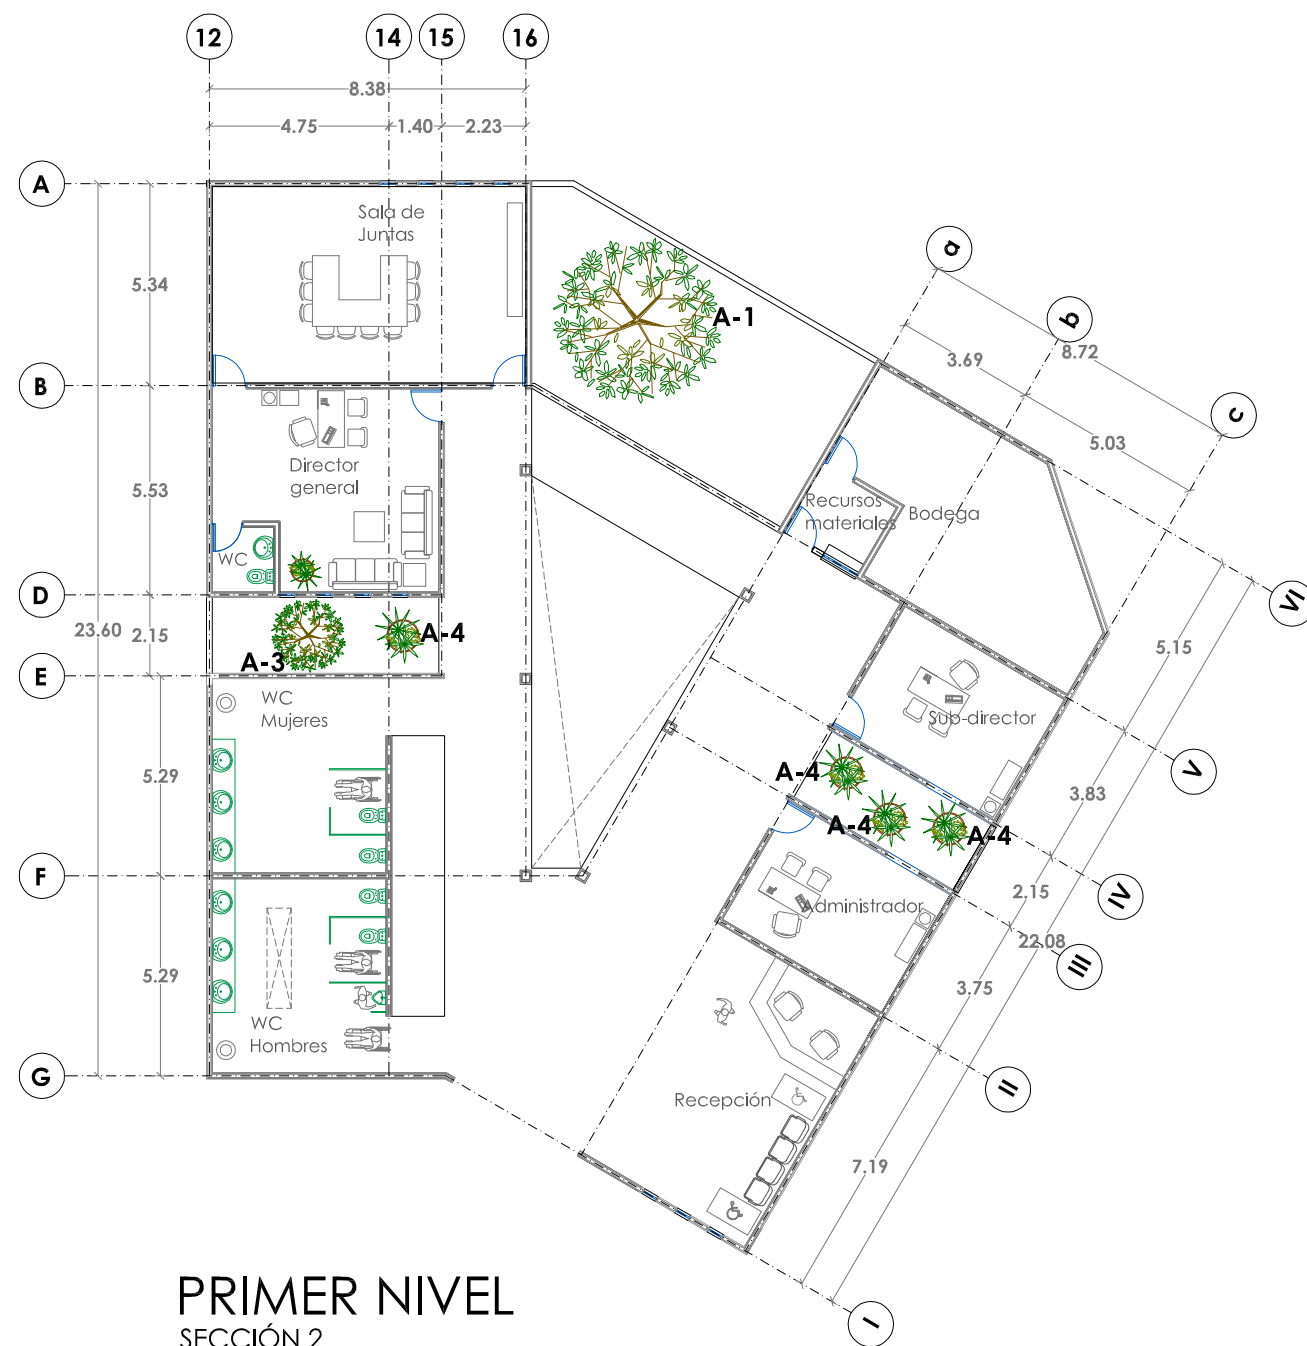 12
14
15
16
8.38
4.75
1.40
2.23
A
Sala de
Juntas
5.34
A-1
a
b
c
3.69
8.72
5.03
B
Director
general
5.53
Recursos
materiales
Bodega
WC
D
23.60
2.15
A-3
A-4
E
WC
Mujeres
VI
5.15
Sub-director
V
A-4
A-4
A-4
3.83
5.29
F
IV
2.15
Administrador
22.08
III
5.29
3.75
WC
Hombres
G
II
Recepción
7.19
I
PRIMER NIVEL
SECCIÓN 2